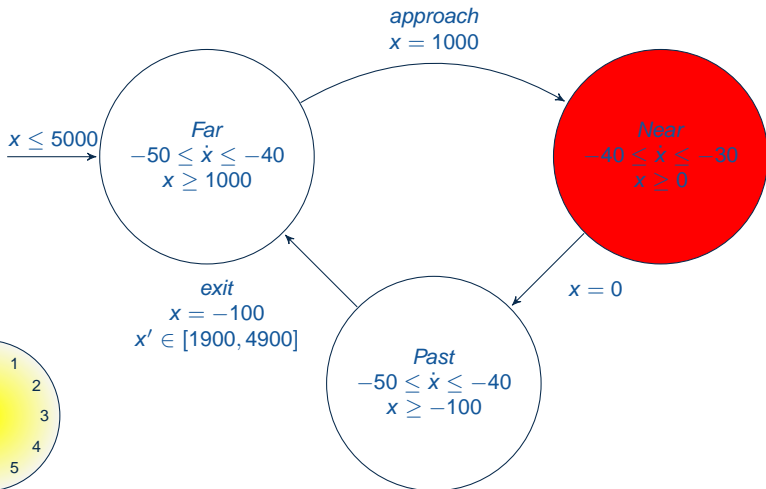 approach
x = 1000
x ≤ 5000
Far
−50 ≤ ẋ ≤ −40
x ≥ 1000
Near
−40 ≤ ẋ ≤ −30
x ≥ 0
exit
x = −100
x′ ∈ [1900, 4900]
x = 0
Past
−50 ≤ ẋ ≤ −40
x ≥ −100
1
2
3
4
5